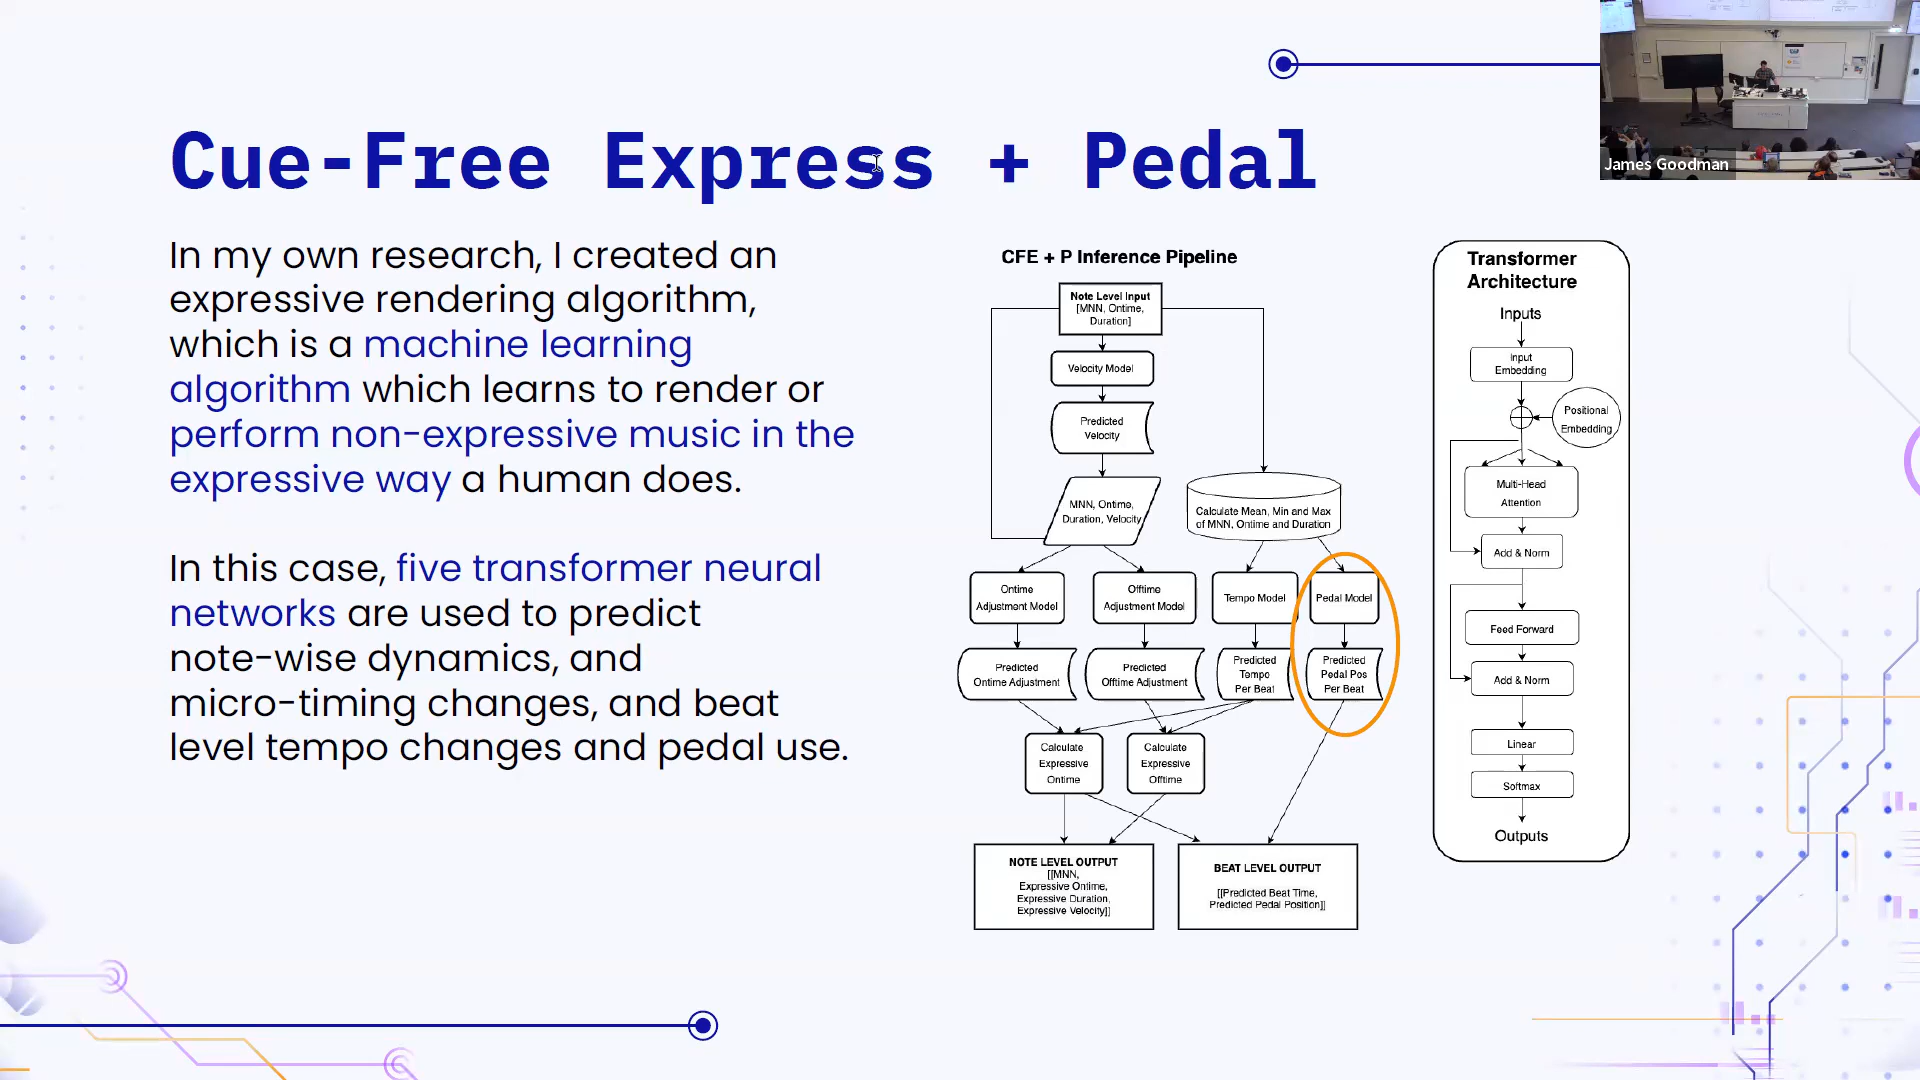 Cue-Free Express + Pedal
James Goodman
In my own research, I created an
expressive rendering algorithm,
which is a machine learning
algorithm which learns to render or
perform non-expressive music in the
expressive way a human does.
In this case, five transformer neural
networks are used to predict
note-wise dynamics, and
micro-timing changes, and beat
level tempo changes and pedal use.
CFE + P Inference Pipeline
Note Level Input
[MNN, Ontime,
Duration]
Velocity Model
Predicted
Velocity
MNN, Ontime,
Duration, Velocity
Calculate Mean, Min and Max
of MNN, Ontime and Duration
Ontime
Adjustment Model
Offtime
Adjustment Model
Tempo Model
Pedal Model
Predicted
Ontime Adjustment
Predicted
Offtime Adjustment
Predicted
Tempo
Per Beat
Predicted
Pedal Pos
Per Beat
Calculate
Expressive
Ontime
Calculate
Expressive
Offtime
NOTE LEVEL OUTPUT
[[MNN,
Expressive Ontime,
Expressive Duration,
Expressive Velocity]]
BEAT LEVEL OUTPUT
[[Predicted Beat Time,
Predicted Pedal Position]]
Transformer
Architecture
Inputs
Input
Embedding
Positional
Embedding
Multi-Head
Attention
Add & Norm
Feed Forward
Add & Norm
Linear
Softmax
Outputs